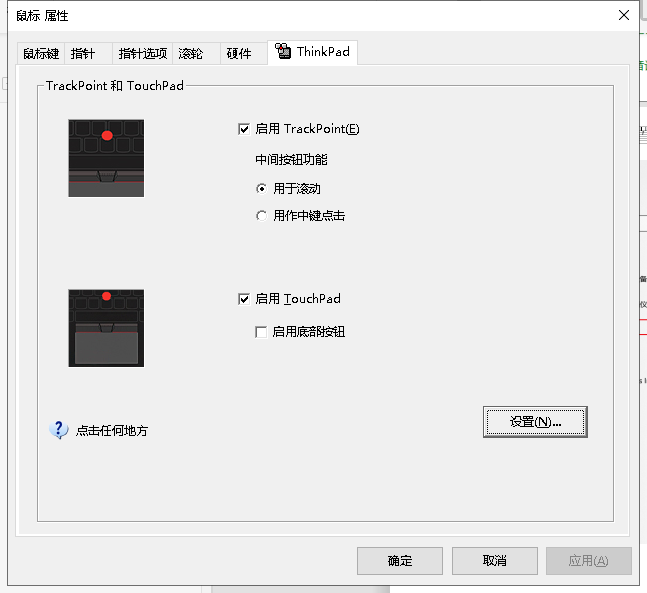 鼠标 属性
鼠标键 指针 指针选项 滚轮 硬件 ThinkPad
TrackPoint 和 TouchPad
启用 TrackPoint(E)
中间按钮功能
用于滚动
用作中键点击
启用 TouchPad
启用底部按钮
点击任何地方
设置(N)...
确定 取消 应用(A)